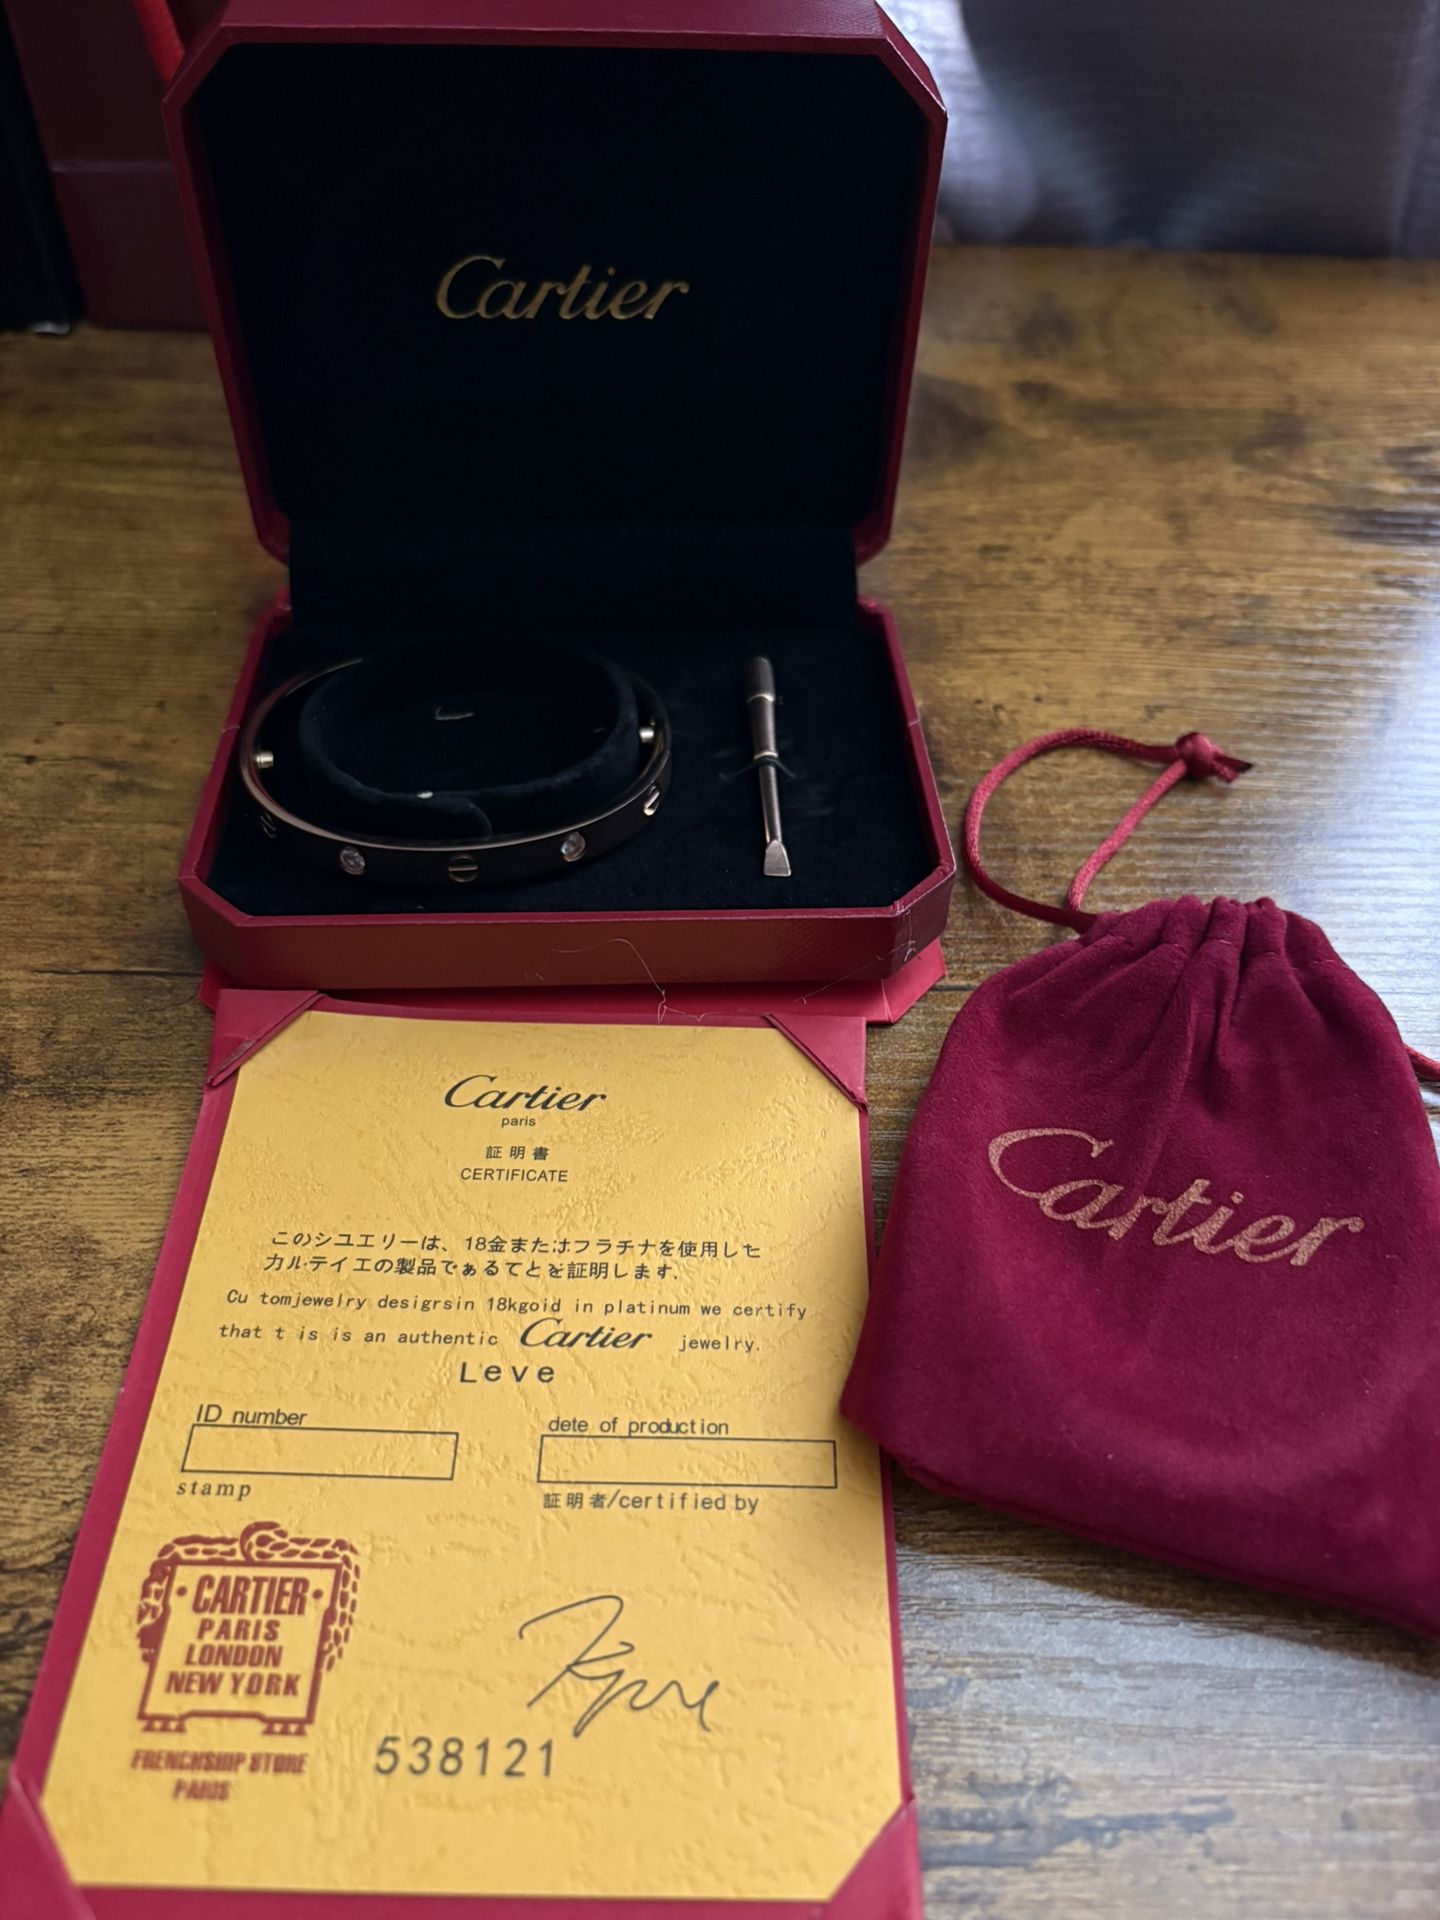 Cartier
Cartier
paris
証明書
CERTIFICATE
このシユエリーは、18金またはフラチナを使用した
カルテイエの製品でぁるてとを証明します.
Cu tomjewelry desigrsin 18kgoid in platinum we certify
that t is is an authentic Cartier jewelry.
Leve
ID number
dete of production
stamp
証明者/certified by
CARTIER
PARIS
LONDON
NEW YORK
FRENCHSHIP STORE
PARIS
538121
Cartier